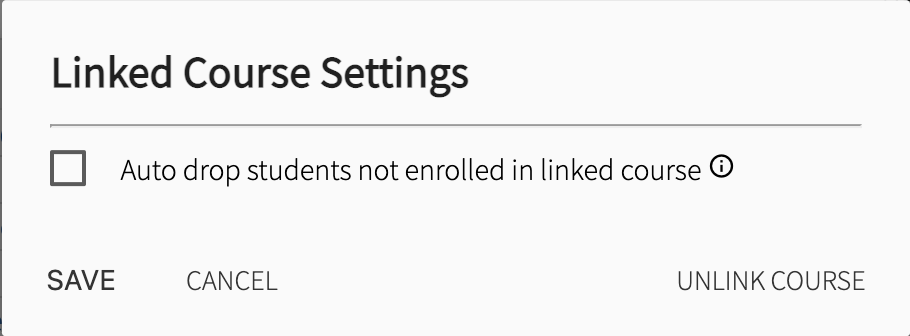 Linked Course Settings
Auto drop students not enrolled in linked course
SAVE CANCEL UNLINK COURSE